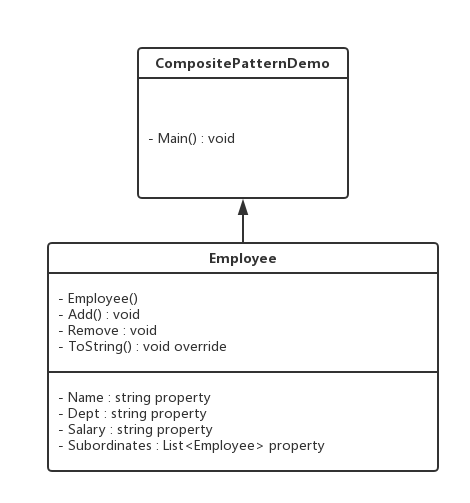 CompositePatternDemo
- Main() : void
Employee
- Employee()
- Add() : void
- Remove : void
- ToString() : void override
- Name : string property
- Dept : string property
- Salary : string property
- Subordinates : List<Employee> property